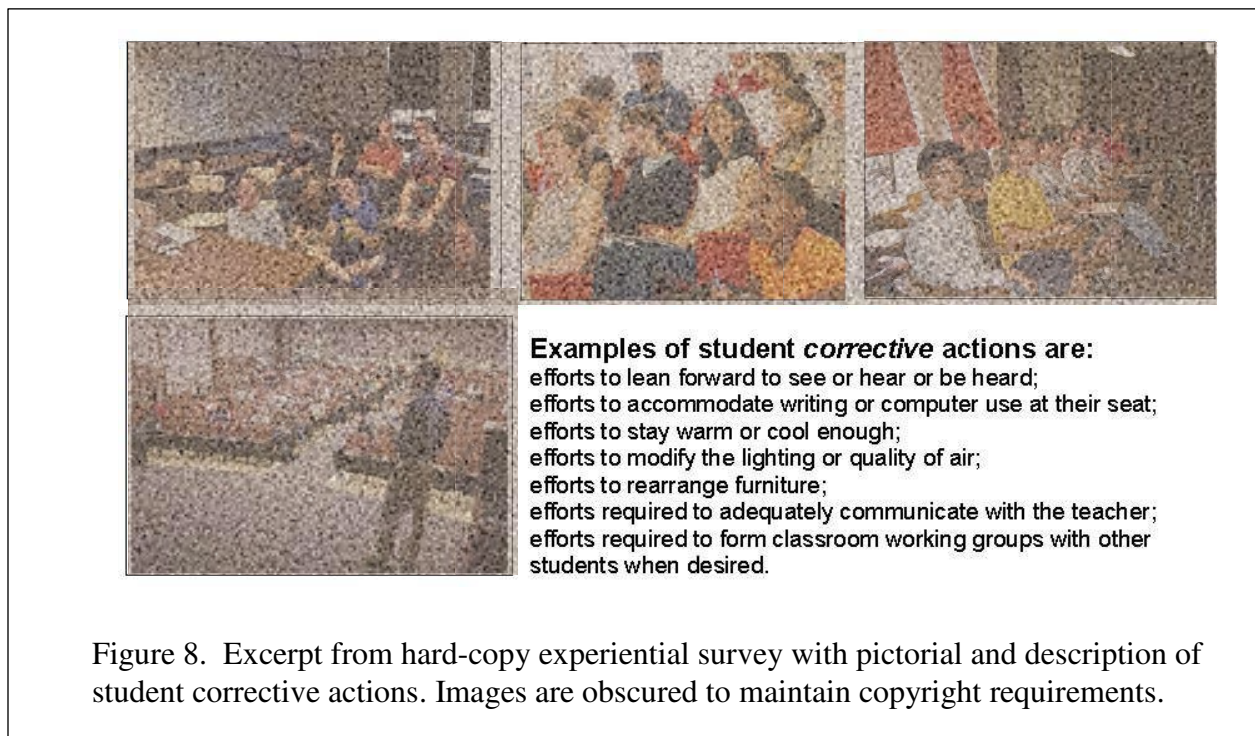 Examples of student corrective actions are:
efforts to lean forward to see or hear or be heard;
efforts to accommodate writing or computer use at their seat;
efforts to stay warm or cool enough;
efforts to modify the lighting or quality of air;
efforts to rearrange furniture;
efforts required to adequately communicate with the teacher;
efforts required to form classroom working groups with other
students when desired.
Figure 8. Excerpt from hard-copy experiential survey with pictorial and description of
student corrective actions. Images are obscured to maintain copyright requirements.